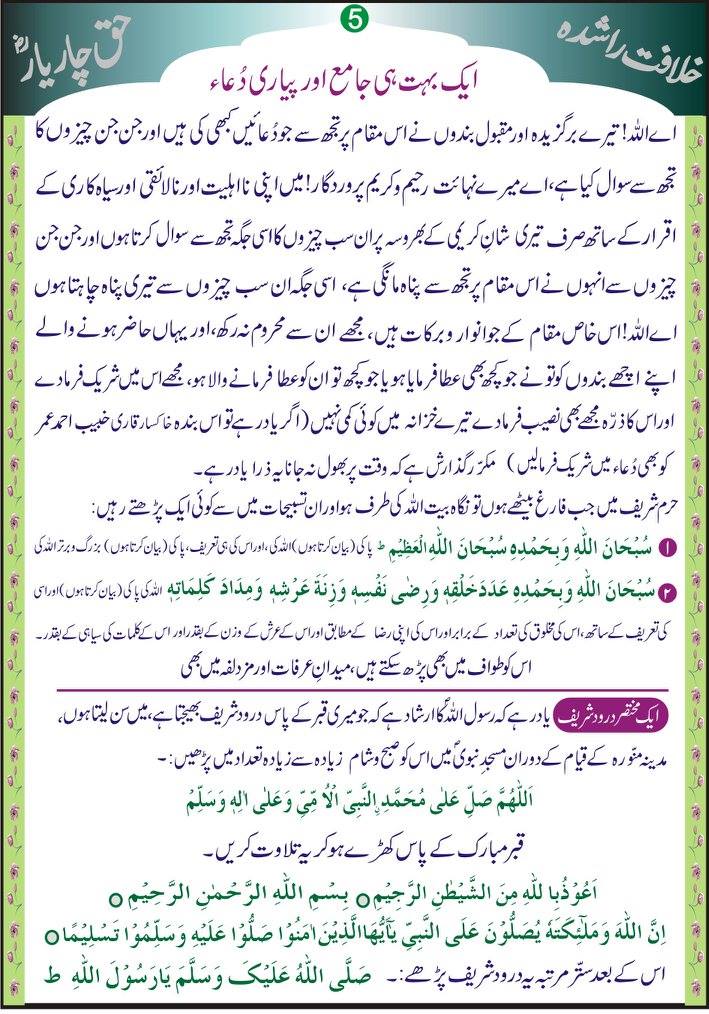 5
خلافت راشدہ
حق چار یارؓ
ایک بہت ہی جامع اور پیاری دُعاء
اے اللہ! تیرے برگزیدہ اور مقبول بندوں نے اس مقام پر تجھ سے جو دُعائیں کبھی کی ہیں اور جن جن چیزوں کا
تجھ سے سوال کیا ہے، اے میرے نہائت رحیم و کریم پروردگار! میں اپنی نا اہلیت اور نالائقی اور سیاہ کاری کے
اقرار کے ساتھ صرف تیری شانِ کریمی کے بھروسہ پر ان سب چیزوں کا اسی جگہ تجھ سے سوال کرتا ہوں اور جن جن
چیزوں سے انہوں نے اس مقام پر تجھ سے پناہ مانگی ہے، اسی جگہ ان سب چیزوں سے تیری پناہ چاہتا ہوں
اے اللہ! اس خاص مقام کے جو انوار و برکات ہیں، مجھے ان سے محروم نہ رکھ، اور یہاں حاضر ہونے والے
اپنے اچھے بندوں کو تو نے جو کچھ بھی عطا فرمایا ہو یا جو کچھ تو ان کو عطا فرمانے والا ہو، مجھے اس میں شریک فرمادے
اور اس کا ذرّہ مجھے بھی نصیب فرمادے تیرے خزانہ میں کوئی کمی نہیں (اگر یاد رہے تو اس بندہ خاکسار قاری خبیب احمد عمر
کو بھی دُعاء میں شریک فرمالیں) مکرّر گذارش ہے کہ وقت پر بھول نہ جانا یہ ذرا یاد رہے۔
حرم شریف میں جب فارغ بیٹھے ہوں تو نگاہ بیت اللہ کی طرف ہو اور ان تسبیحات میں سے کوئی ایک پڑھتے رہیں:
۱ سُبْحَانَ اللهِ وَبِحَمْدِهٖ سُبْحَانَ اللهِ الْعَظِيْمِ ط پاکی (بیان کرتا ہوں) اللہ کی، اور اس کی ہی تعریف، پاکی (بیان کرتا ہوں) بزرگ و برتر اللہ کی
۲ سُبْحَانَ اللهِ وَبِحَمْدِهٖ عَدَدَ خَلْقِهٖ وَرِضٰى نَفْسِهٖ وَزِنَةَ عَرْشِهٖ وَمِدَادَ كَلِمَاتِهٖ اللہ کی پاکی (بیان کرتا ہوں) اور اسی
کی تعریف کے ساتھ، اس کی مخلوق کی تعداد کے برابر اور اس کی اپنی رضا کے مطابق اور اس کے عرش کے وزن کے بقدر اور اس کے کلمات کی سیاہی کے بقدر۔
اس کو طواف میں بھی پڑھ سکتے ہیں، میدانِ عرفات اور مزدلفہ میں بھی
ایک مختصر درود شریف یاد رہے کہ رسول اللہؐ کا ارشاد ہے کہ جو میری قبر کے پاس درود شریف بھیجتا ہے، میں سن لیتا ہوں،
مدینہ منّورہ کے قیام کے دوران مسجد نبویؐ میں اس کو صبح و شام زیادہ سے زیادہ تعداد میں پڑھیں:۔
اَللّٰهُمَّ صَلِّ عَلٰى مُحَمَّدِ ِالنَّبِيِّ الْاُمِّيِّ وَعَلٰى اٰلِهٖ وَسَلِّمْ
قبر مبارک کے پاس کھڑے ہو کر یہ تلاوت کریں۔
اَعُوْذُ بِاللهِ مِنَ الشَّيْطٰنِ الرَّجِيْمِ ○ بِسْمِ اللهِ الرَّحْمٰنِ الرَّحِيْمِ ○
اِنَّ اللهَ وَمَلٰٓئِكَتَهٗ يُصَلُّوْنَ عَلَى النَّبِيِّ يٰٓاَيُّهَا الَّذِيْنَ اٰمَنُوْا صَلُّوْا عَلَيْهِ وَسَلِّمُوْا تَسْلِيْمًا ○
اس کے بعد ستّر مرتبہ یہ درود شریف پڑھے:۔ صَلَّى اللهُ عَلَيْكَ وَسَلَّمَ يَارَسُوْلَ اللهِ ط